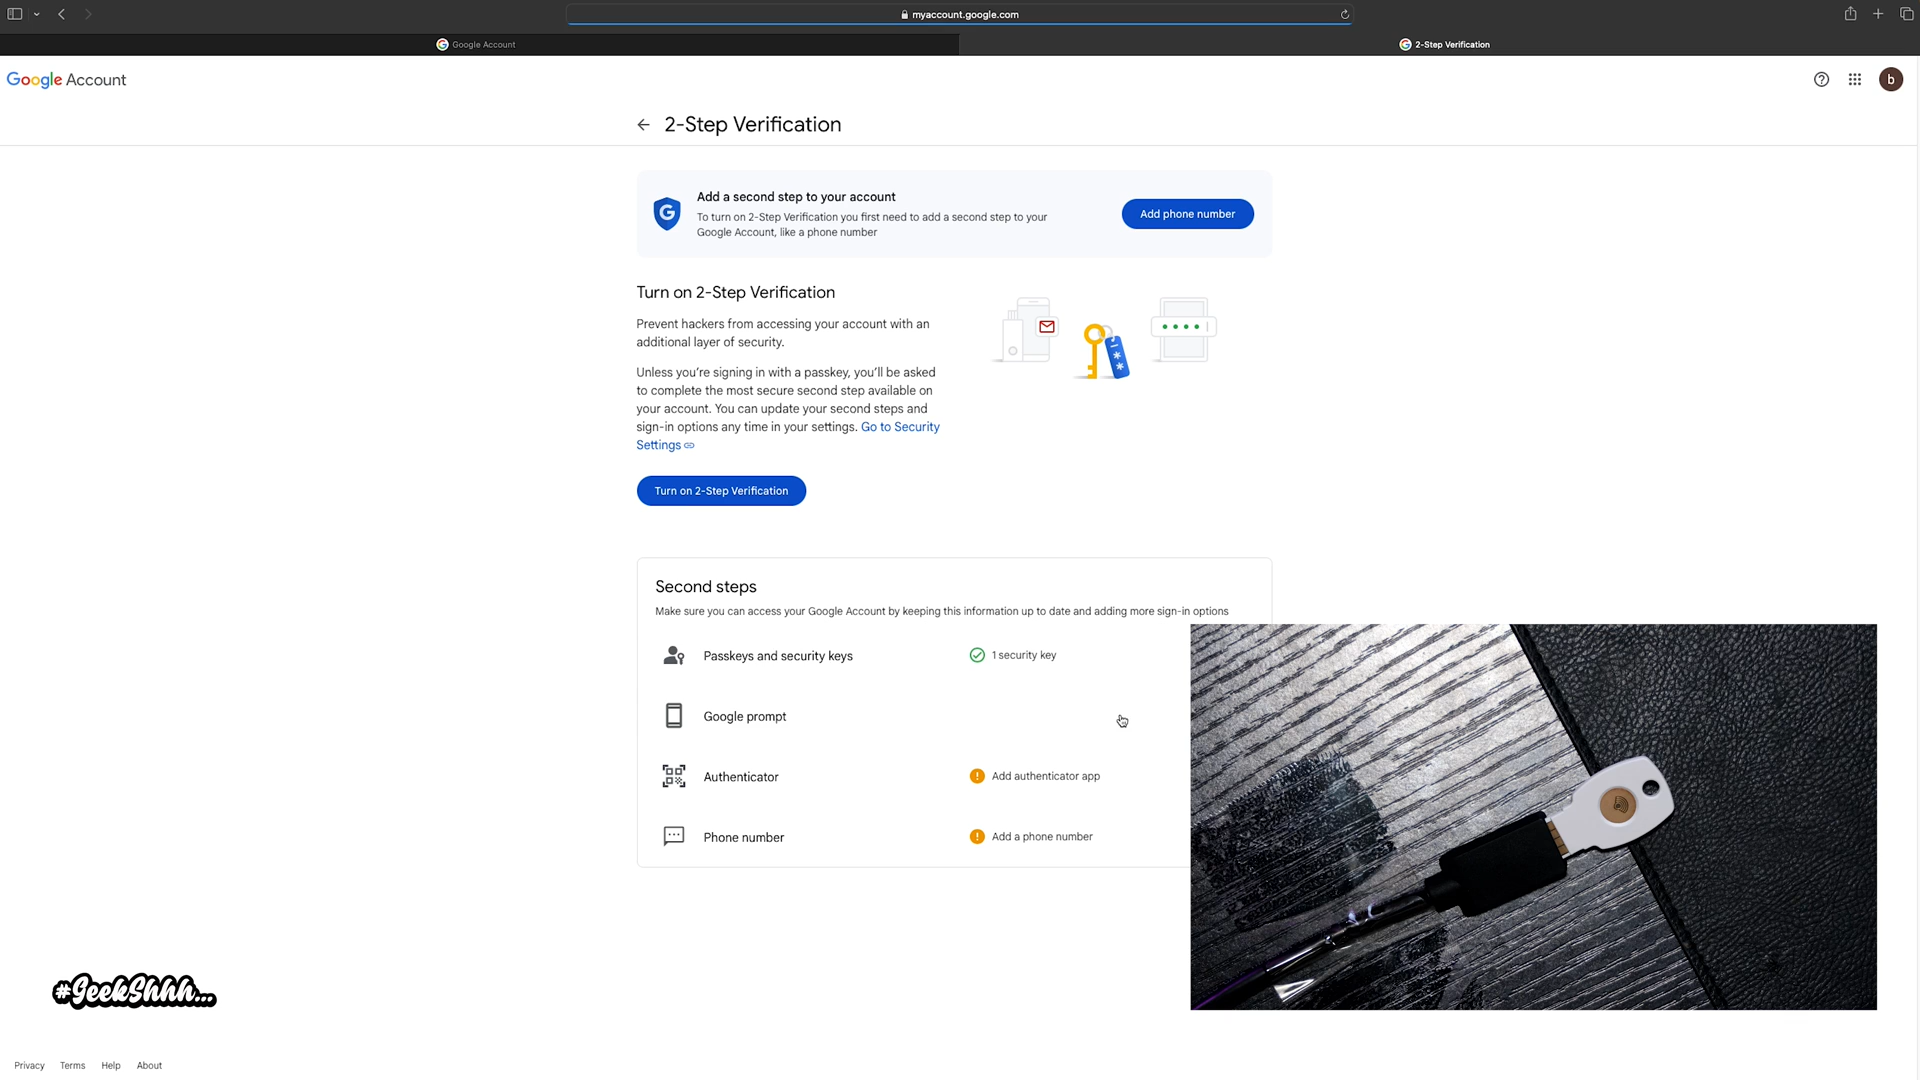 myaccount.google.com
Google Account
2-Step Verification
Google Account
b
2-Step Verification
Add a second step to your account
To turn on 2-Step Verification you first need to add a second step to your
Google Account, like a phone number
Add phone number
Turn on 2-Step Verification
Prevent hackers from accessing your account with an
additional layer of security.
Unless you’re signing in with a passkey, you’ll be asked
to complete the most secure second step available on
your account. You can update your second steps and
sign-in options any time in your settings. Go to Security
Settings
Turn on 2-Step Verification
Second steps
Make sure you can access your Google Account by keeping this information up to date and adding more sign-in options
Passkeys and security keys
1 security key
Google prompt
Authenticator
Add authenticator app
Phone number
Add a phone number
#GeekShhh...
Privacy Terms Help About